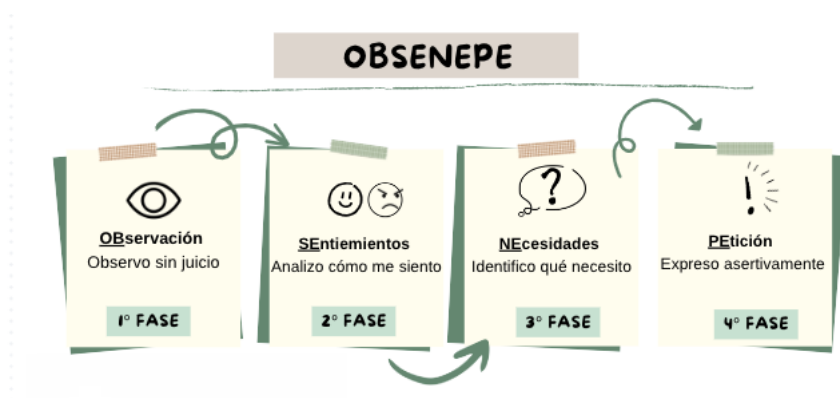 OBSENEPE
OBservación
Observo sin juicio
1° FASE
SEntiemientos
Analizo cómo me siento
2° FASE
?
NEcesidades
Identifico qué necesito
3° FASE
!
PEtición
Expreso asertivamente
4° FASE